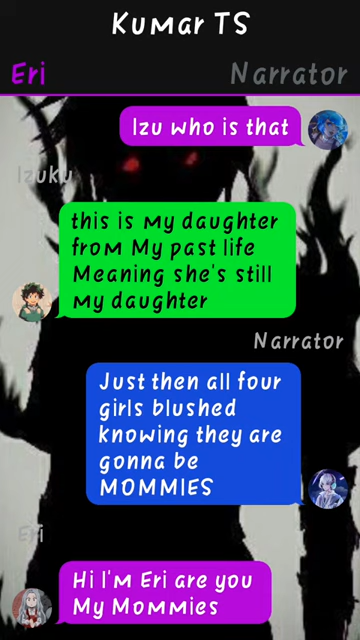 Kumar TS
Eri
Narrator
Izu who is that
Izuku
this is my daughter
from My past life
Meaning she's still
my daughter
Narrator
Just then all four
girls blushed
knowing they are
gonna be
MOMMIES
Eri
Hi I'm Eri are you
My Mommies